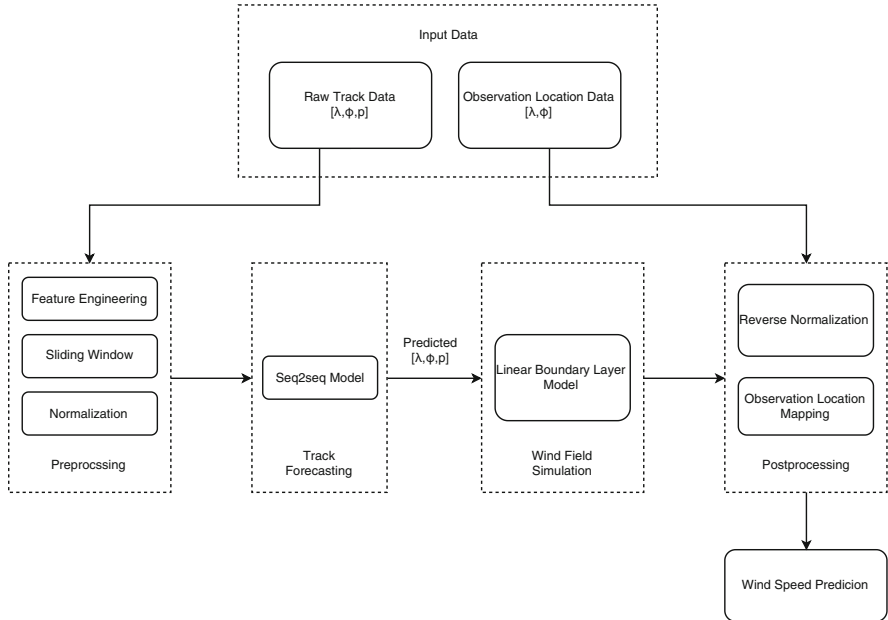 Input Data
Raw Track Data
[λ,ϕ,p]
Observation Location Data
[λ,ϕ]
Feature Engineering
Sliding Window
Normalization
Preprocssing
Seq2seq Model
Track
Forecasting
Predicted
[λ,ϕ,p]
Linear Boundary Layer
Model
Wind Field
Simulation
Reverse Normalization
Observation Location
Mapping
Postprocessing
Wind Speed Predicion